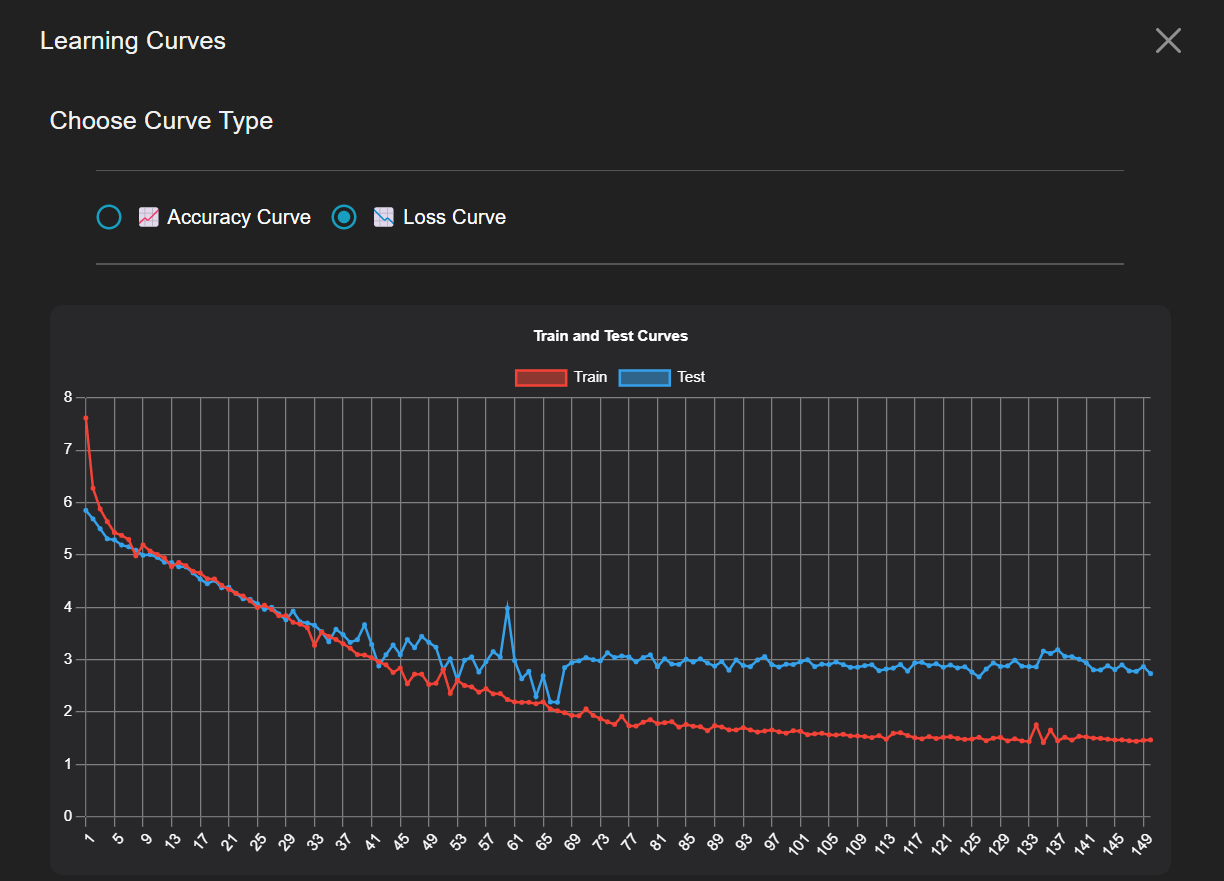 Learning Curves
Choose Curve Type
Accuracy Curve Loss Curve
Train and Test Curves
Train Test
8
7
6
5
4
3
2
1
0
1 5 9 13 17 21 25 29 33 37 41 45 49 53 57 61 65 69 73 77 81 85 89 93 97 101 105 109 113 117 121 125 129 133 137 141 145 149